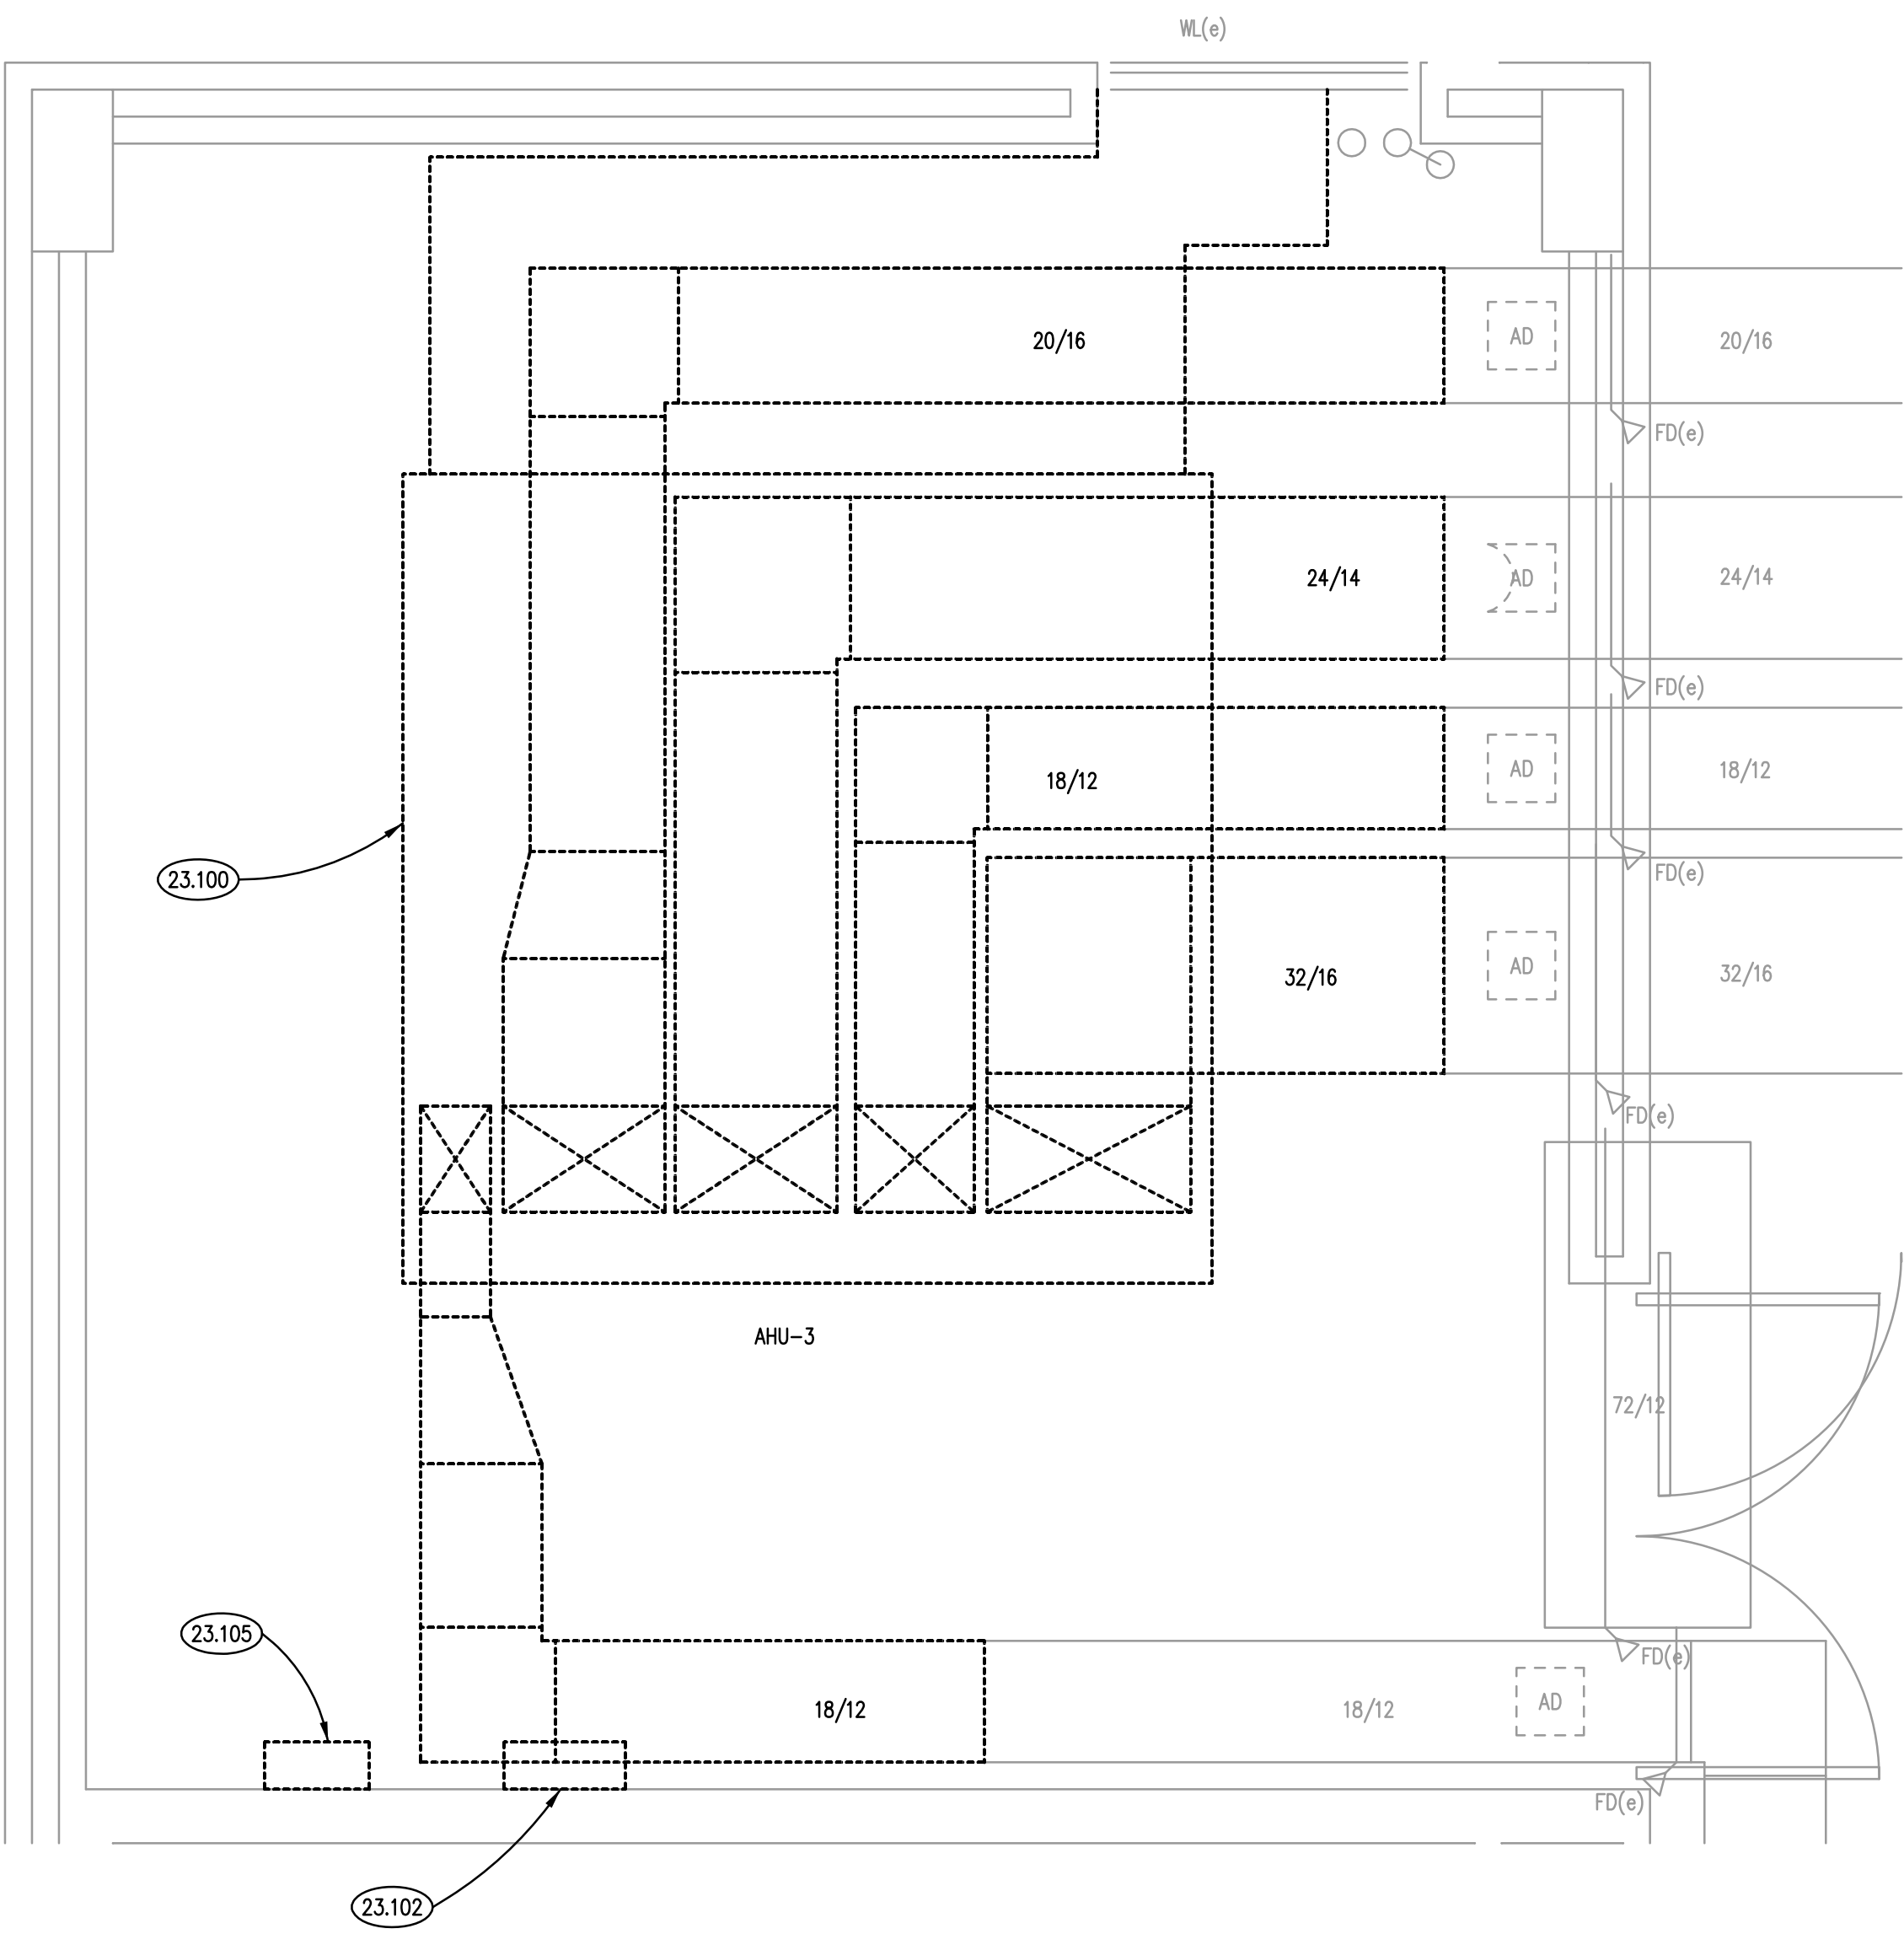 WL(e)
20/16
AD
20/16
FD(e)
24/14
AD
24/14
FD(e)
18/12
AD
18/12
FD(e)
23.100
32/16
AD
32/16
FD(e)
AHU-3
72/12
23.105
FD(e)
18/12
18/12
AD
FD(e)
23.102